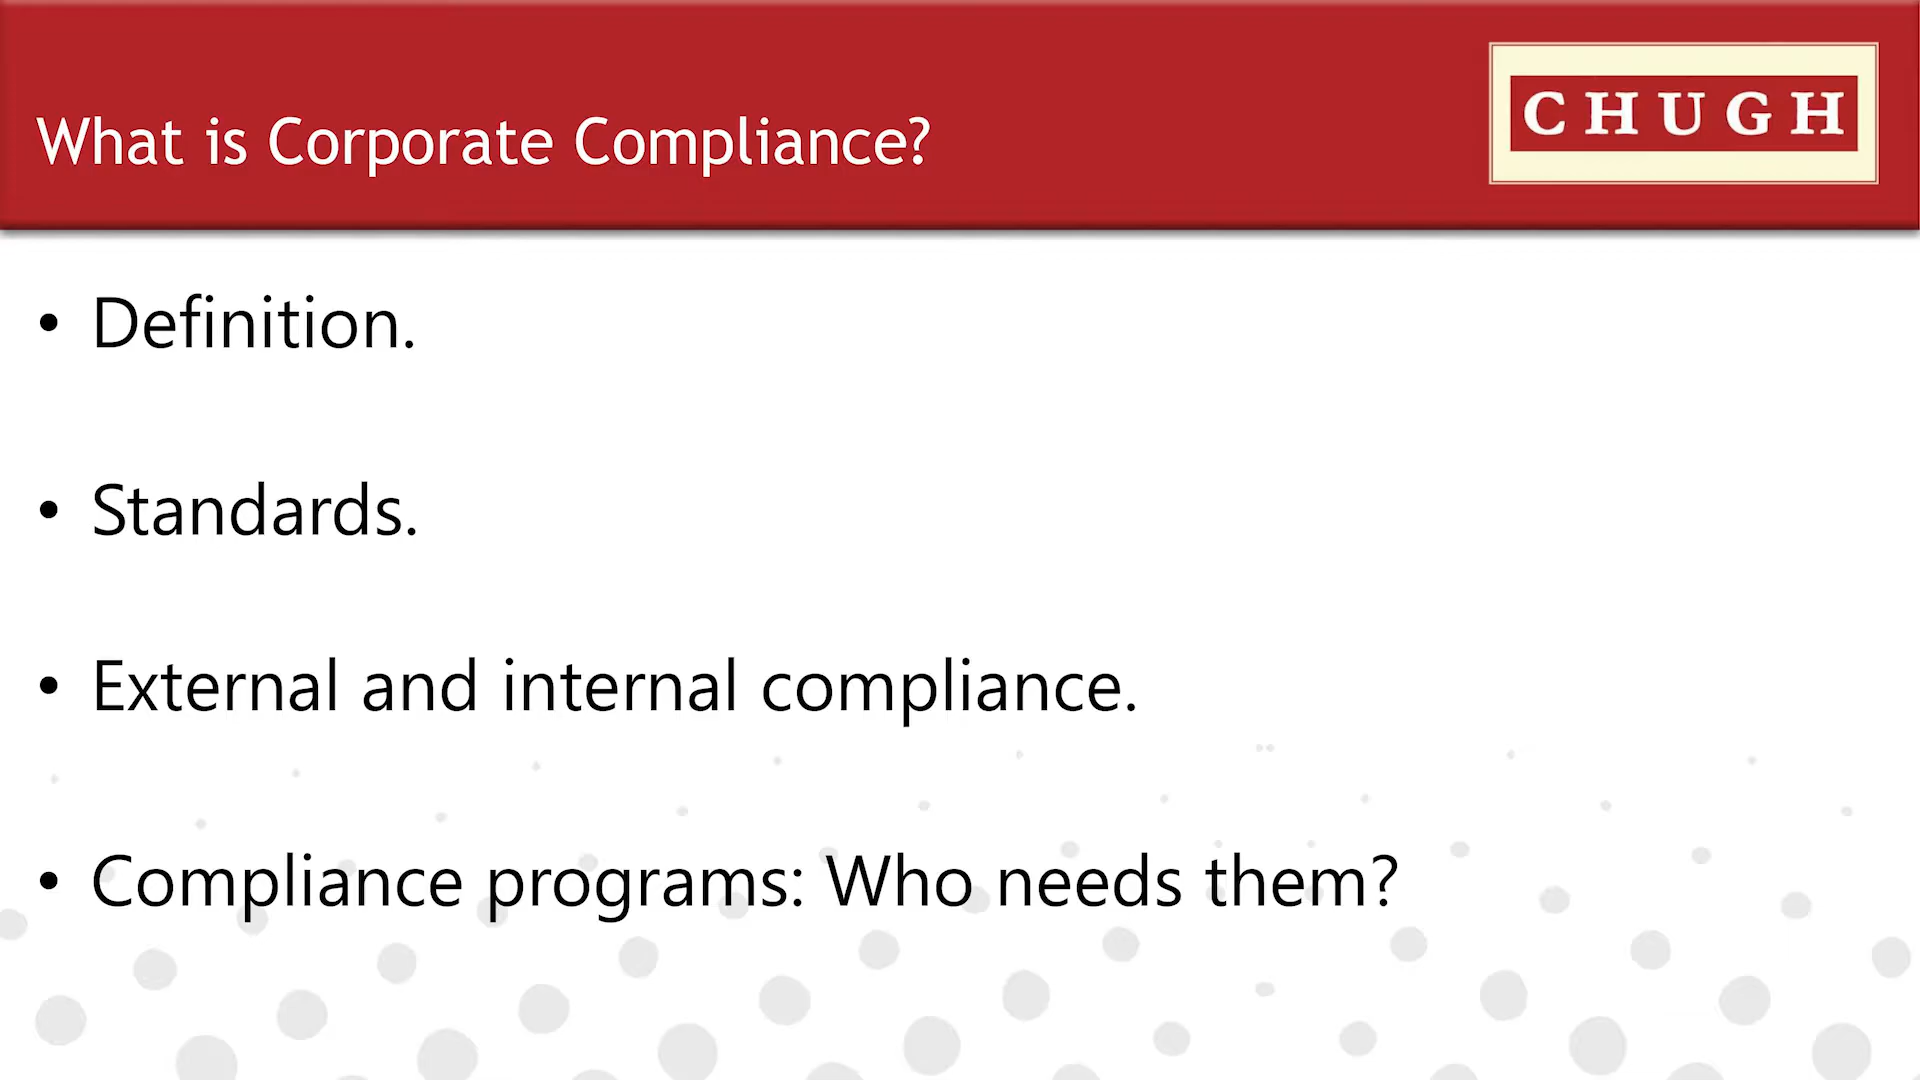 What is Corporate Compliance?
CHUGH
• Definition.
• Standards.
• External and internal compliance.
• Compliance programs: Who needs them?